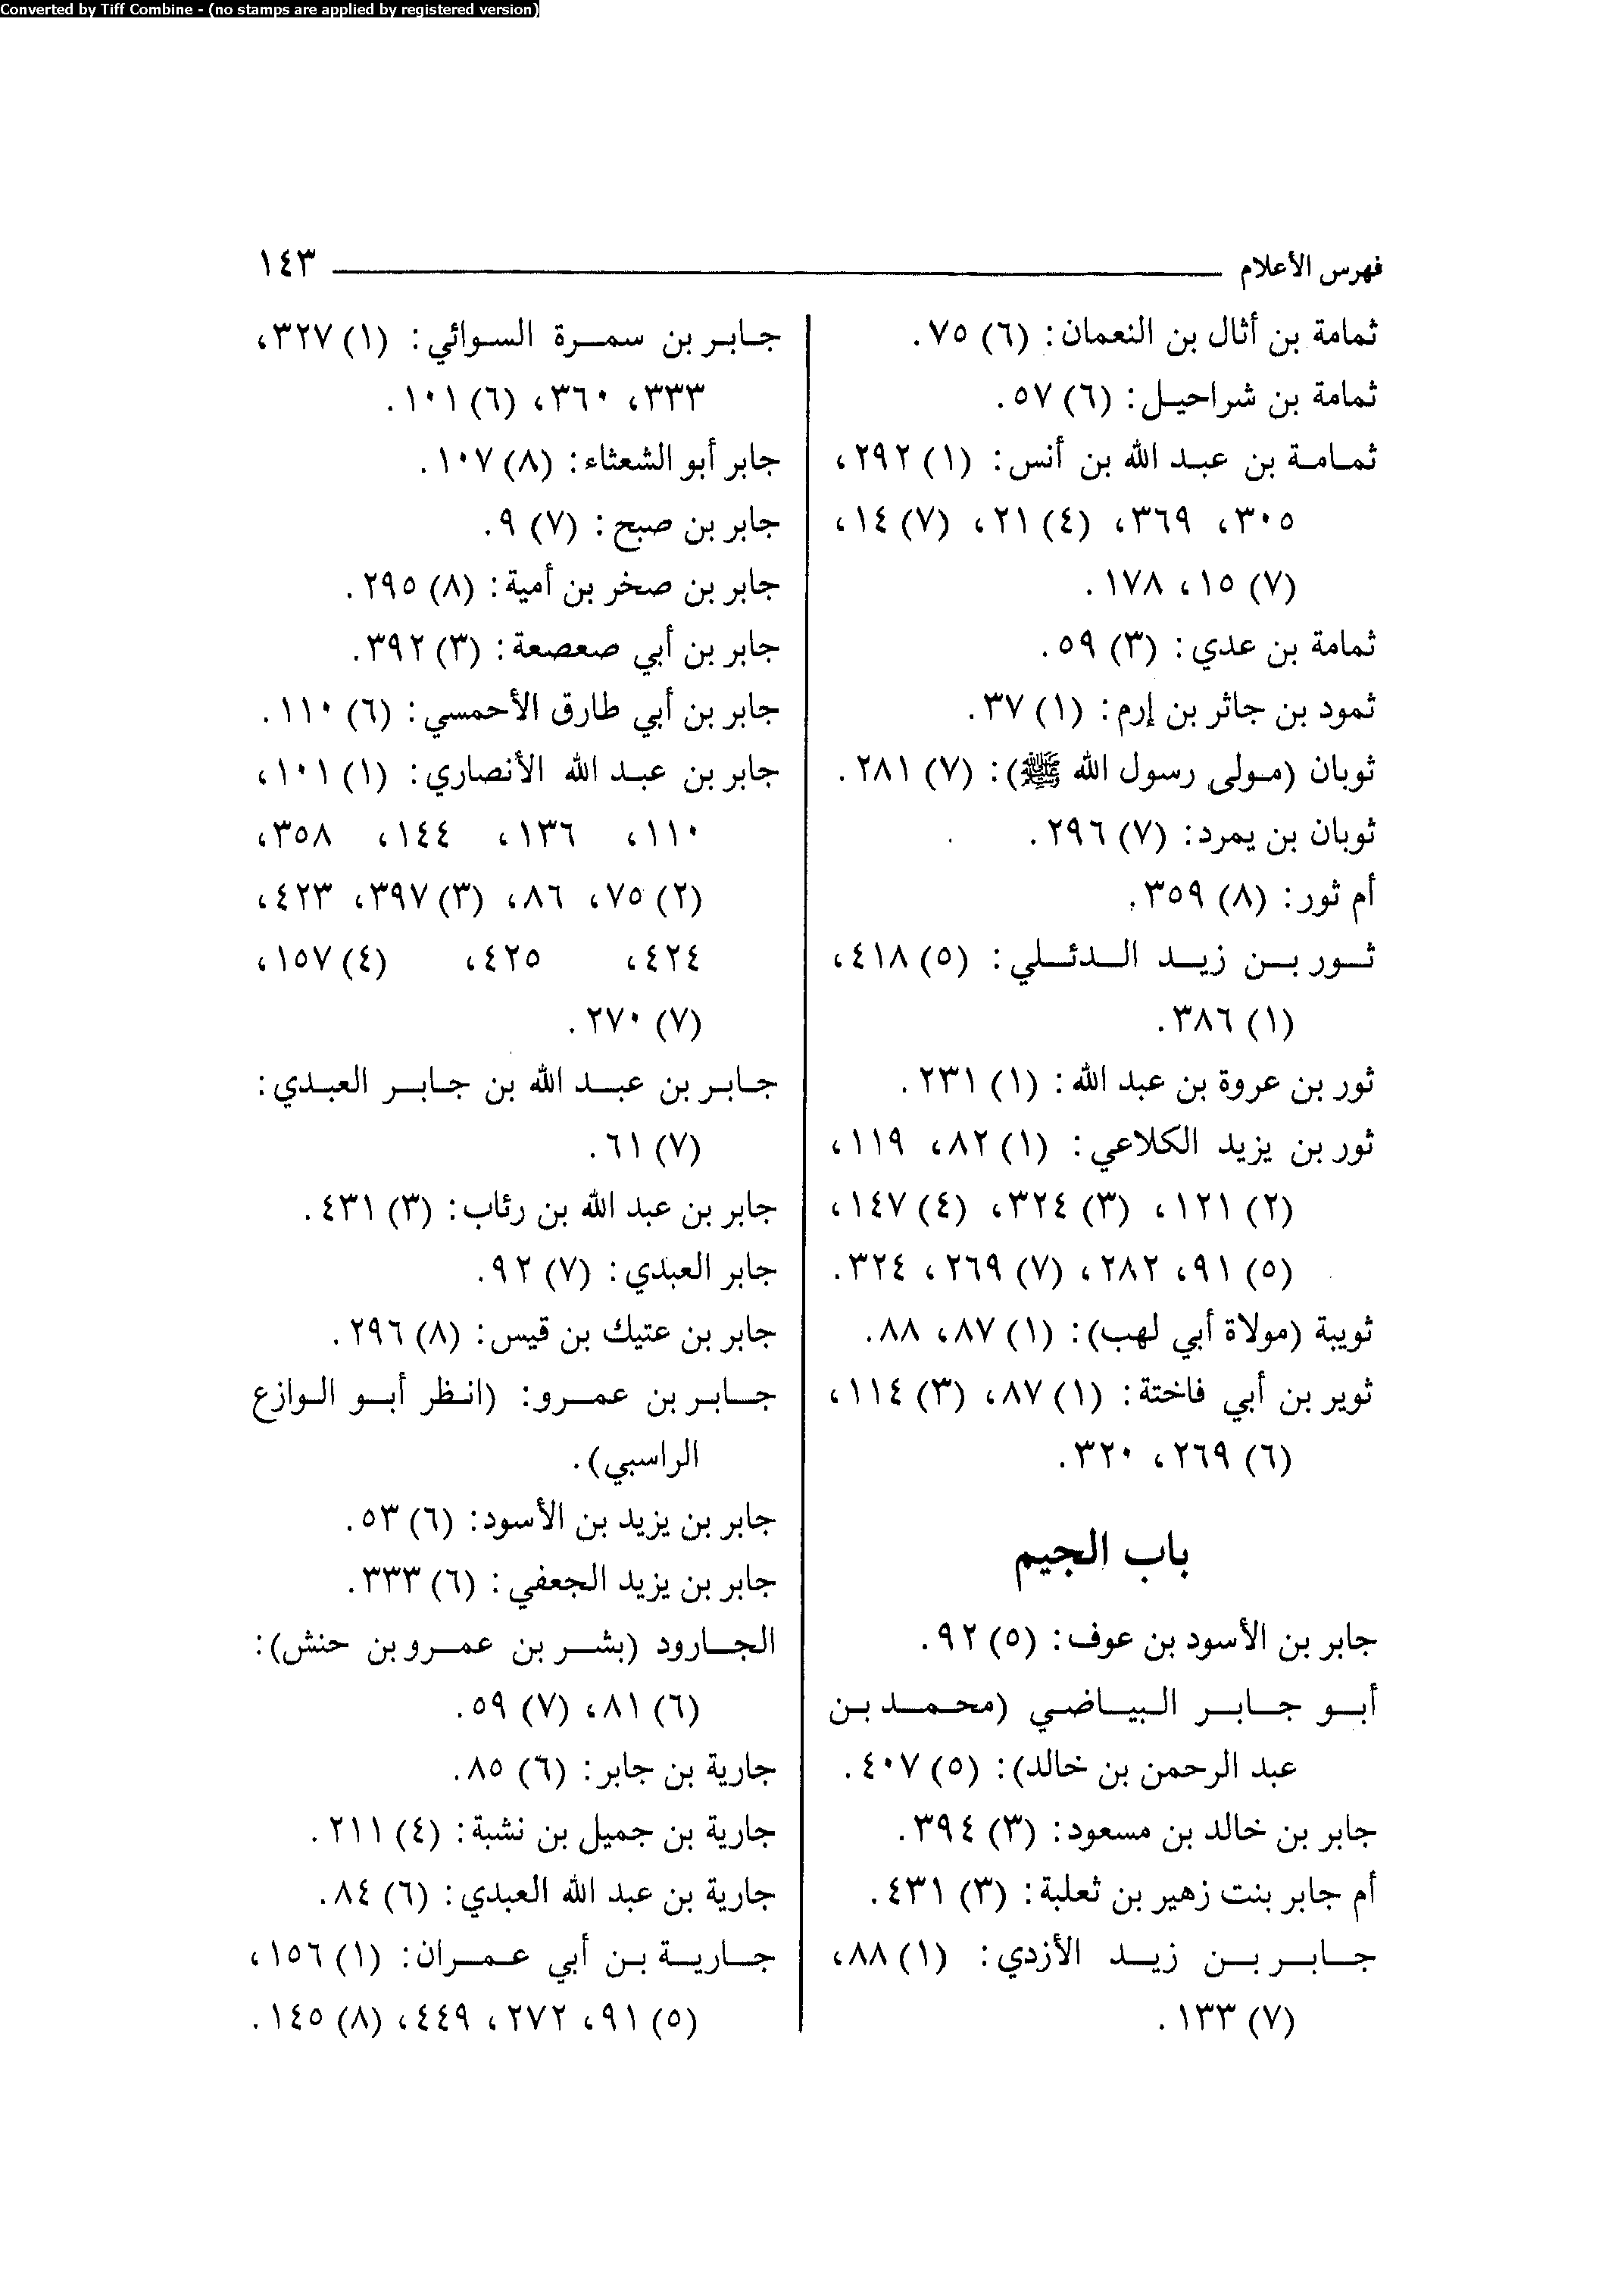 Converted by Tiff Combine - (no stamps are applied by registered version)
فهرس الأعلام ١٤٣
ثمامة بن أثال بن النعمان: (٦) ٧٥.
ثمامة بن شراحيل: (٦) ٥٧.
ثمامة بن عبد الله بن أنس: (١) ٢٩٢،
٣٠٥، ٣٦٩، (٤) ٢١، (٧) ١٤،
(٧) ١٥، ١٧٨.
ثمامة بن عدي: (٣) ٥٩.
ثمود بن جاثر بن إرم: (١) ٣٧.
ثوبان (مولى رسول الله ﷺ): (٧) ٢٨١.
ثوبان بن يمرد: (٧) ٢٩٦.
أم ثور: (٨) ٣٥٩.
ثور بن زيد الدئلي: (٥) ٤١٨،
(١) ٣٨٦.
ثور بن عروة بن عبد الله: (١) ٢٣١.
ثور بن يزيد الكلاعي: (١) ٨٢، ١١٩،
(٢) ١٢١، (٣) ٣٢٤، (٤) ١٤٧،
(٥) ٩١، ٢٨٢، (٧) ٢٦٩، ٣٢٤.
ثويبة (مولاة أبي لهب): (١) ٨٧، ٨٨.
ثوير بن أبي فاختة: (١) ٨٧، (٣) ١١٤،
(٦) ٢٦٩، ٣٢٠.
باب الجيم
جابر بن الأسود بن عوف: (٥) ٩٢.
أبو جابر البياضي (محمد بن
عبد الرحمن بن خالد): (٥) ٤٠٧.
جابر بن خالد بن مسعود: (٣) ٣٩٤.
أم جابر بنت زهير بن ثعلبة: (٣) ٤٣١.
جابر بن زيد الأزدي: (١) ٨٨،
(٧) ١٣٣.
جابر بن سمرة السوائي: (١) ٣٢٧،
٣٣٣، ٣٦٠، (٦) ١٠١.
جابر أبو الشعثاء: (٨) ١٠٧.
جابر بن صبح: (٧) ٩.
جابر بن صخر بن أمية: (٨) ٢٩٥.
جابر بن أبي صعصعة: (٣) ٣٩٢.
جابر بن أبي طارق الأحمسي: (٦) ١١٠.
جابر بن عبد الله الأنصاري: (١) ١٠١،
١١٠، ١٣٦، ١٤٤، ٣٥٨،
(٢) ٧٥، ٨٦، (٣) ٣٩٧، ٤٢٣،
٤٢٤، ٤٢٥، (٤) ١٥٧،
(٧) ٢٧٠.
جابر بن عبد الله بن جابر العبدي:
(٧) ٦١.
جابر بن عبد الله بن رئاب: (٣) ٤٣١.
جابر العبدي: (٧) ٩٢.
جابر بن عتيك بن قيس: (٨) ٢٩٦.
جابر بن عمرو: (انظر أبو الوازع
الراسبي).
جابر بن يزيد بن الأسود: (٦) ٥٣.
جابر بن يزيد الجعفي: (٦) ٣٣٣.
الجارود (بشر بن عمرو بن حنش):
(٦) ٨١، (٧) ٥٩.
جارية بن جابر: (٦) ٨٥.
جارية بن جميل بن نشبة: (٤) ٢١١.
جارية بن عبد الله العبدي: (٦) ٨٤.
جارية بن أبي عمران: (١) ١٥٦،
(٥) ٩١، ٢٧٢، ٤٤٩، (٨) ١٤٥.